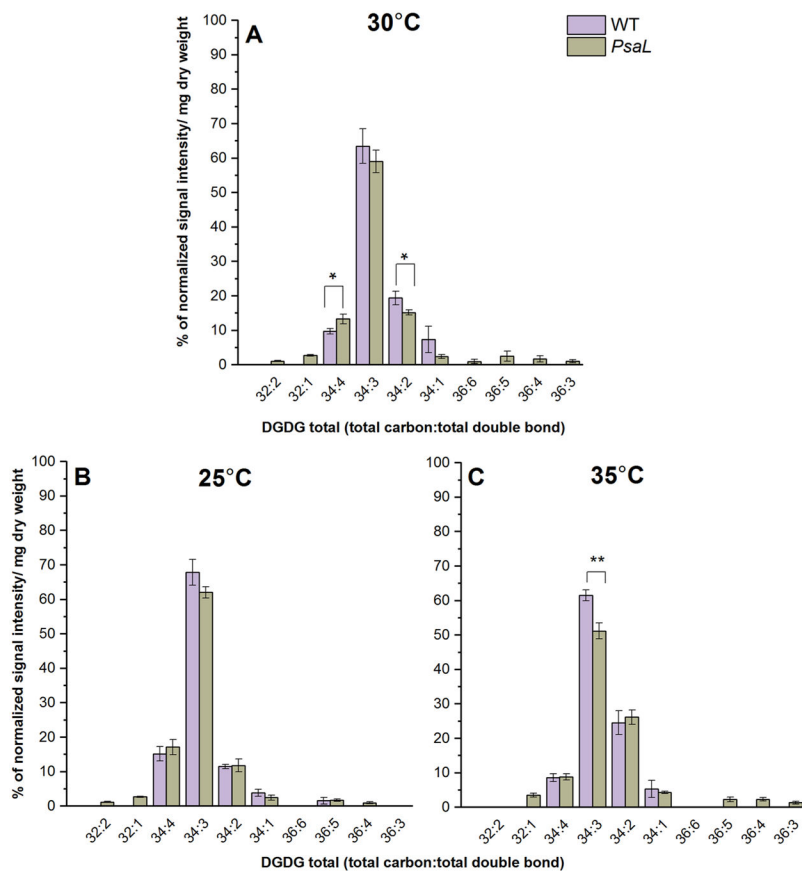 A
30°C
WT
PsaL
% of normalized signal intensity/ mg dry weight
100
90
80
70
60
50
40
30
20
10
0
*
*
32:2 32:1 34:4 34:3 34:2 34:1 36:6 36:5 36:4 36:3
DGDG total (total carbon:total double bond)
B
25°C
% of normalized signal intensity/ mg dry weight
100
90
80
70
60
50
40
30
20
10
0
32:2 32:1 34:4 34:3 34:2 34:1 36:6 36:5 36:4 36:3
C
35°C
100
90
80
70
60
50
40
30
20
10
0
**
32:2 32:1 34:4 34:3 34:2 34:1 36:6 36:5 36:4 36:3
DGDG total (total carbon:total double bond)